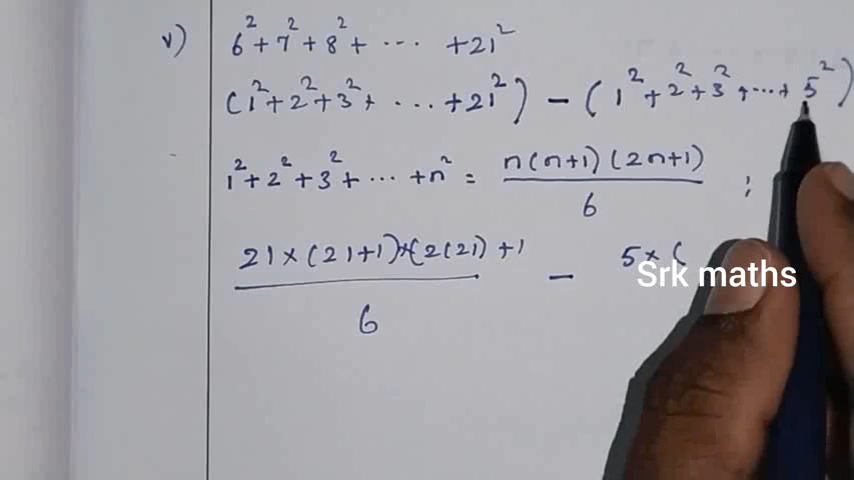 v) 6² + 7² + 8² + ... + 21²
(1² + 2² + 3² + ... + 21²) - (1² + 2² + 3² + ... + 5²)
1² + 2² + 3² + ... + n² = n(n+1)(2n+1) / 6 ;
21 × (21+1) × (2(21) + 1 / 6 - 5 × (
Srk maths